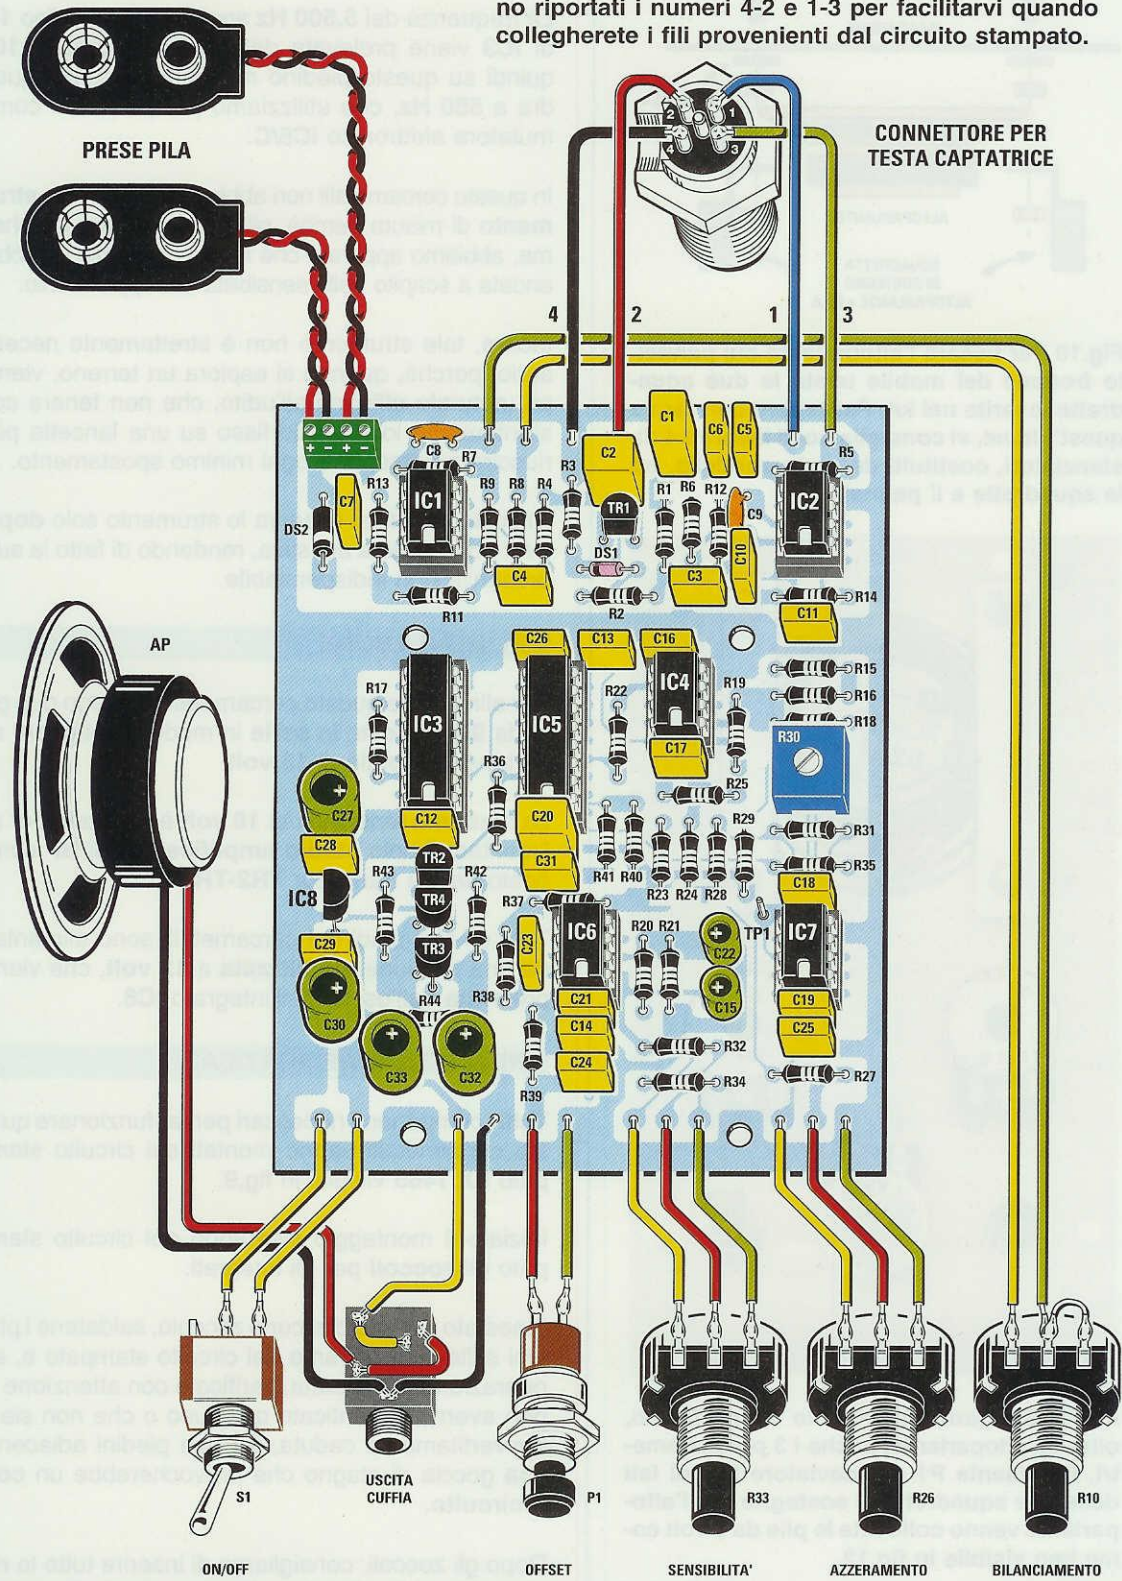 no riportati i numeri 4-2 e 1-3 per facilitarvi quando
collegherete i fili provenienti dal circuito stampato.
PRESE PILA
CONNETTORE PER
TESTA CAPTATRICE
2 1
4 3
4 2 1 3
C1 C6 C5
C8 R7 C2 R3 R5
C7 R13 IC1 R9 R8 R4 R1 R6 R12 IC2
DS2 TR1 C9
DS1 C10
C4 C3
R11 R2 R14
C11
AP
C26 C13 C16
R15
R17 IC3 IC5 R22 IC4 R19 R16
R18
R30
C17
R36 R25
C27 C12 C20 R29 R31
C28 TR2 C31 R41 R40 R35
R43 R42 R23 R24 R28 C18
IC8 TR4 R37
IC6 R20 R21 TP1 IC7
C29 TR3 C23 C22
R38 C21 C15 C19
C30 R44 C14 C25
C33 C32 C24 R32
R39 R34 R27
S1
USCITA
CUFFIA
P1 R33 R26 R10
ON/OFF OFFSET SENSIBILITA' AZZERAMENTO BILANCIAMENTO